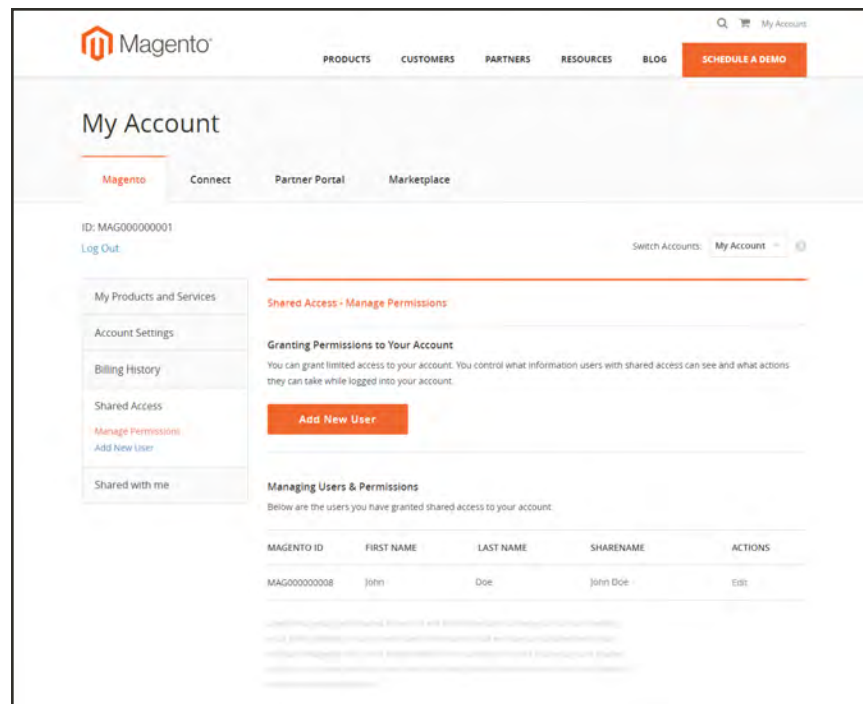 My Account
Magento
PRODUCTS CUSTOMERS PARTNERS RESOURCES BLOG SCHEDULE A DEMO
My Account
Magento Connect Partner Portal Marketplace
ID: MAG000000001
Log Out
Switch Accounts: My Account
My Products and Services
Account Settings
Billing History
Shared Access
Manage Permissions
Add New User
Shared with me
Shared Access - Manage Permissions
Granting Permissions to Your Account
You can grant limited access to your account. You control what information users with shared access can see and what actions
they can take while logged into your account.
Add New User
Managing Users & Permissions
Below are the users you have granted shared access to your account
MAGENTO ID FIRST NAME LAST NAME SHARENAME ACTIONS
MAG000000008 John Doe John Doe Edit